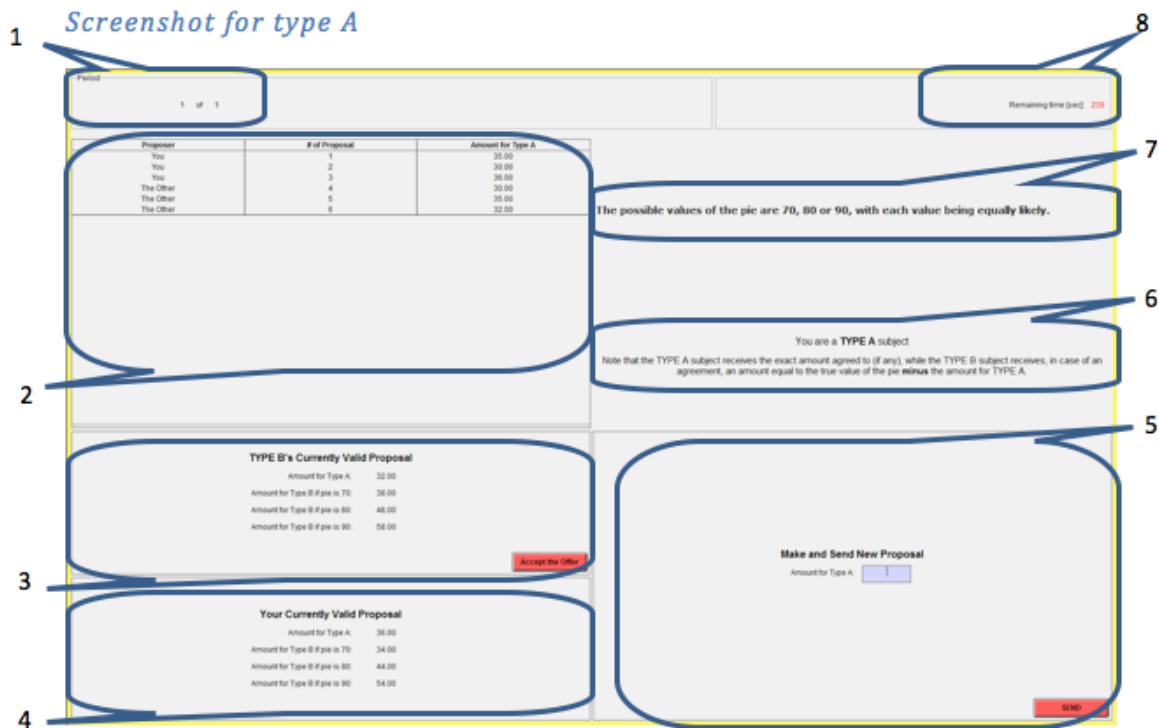 Screenshot for type A
1
8
Period
1 of 1
Remaining time [sec]: 239
Proposer # of Proposal Amount for Type A
You 1 35.00
You 2 30.00
You 3 36.00
The Other 4 30.00
The Other 5 35.00
The Other 6 32.00
7
The possible values of the pie are 70, 80 or 90, with each value being equally likely.
6
You are a TYPE A subject
Note that the TYPE A subject receives the exact amount agreed to (if any), while the TYPE B subject receives, in case of an
agreement, an amount equal to the true value of the pie minus the amount for TYPE A.
2
5
TYPE B's Currently Valid Proposal
Amount for Type A: 32.00
Amount for Type B if pie is 70: 38.00
Amount for Type B if pie is 80: 48.00
Amount for Type B if pie is 90: 58.00
Accept the Offer
3
Your Currently Valid Proposal
Amount for Type A: 36.00
Amount for Type B if pie is 70: 34.00
Amount for Type B if pie is 80: 44.00
Amount for Type B if pie is 90: 54.00
4
Make and Send New Proposal
Amount for Type A:
SEND